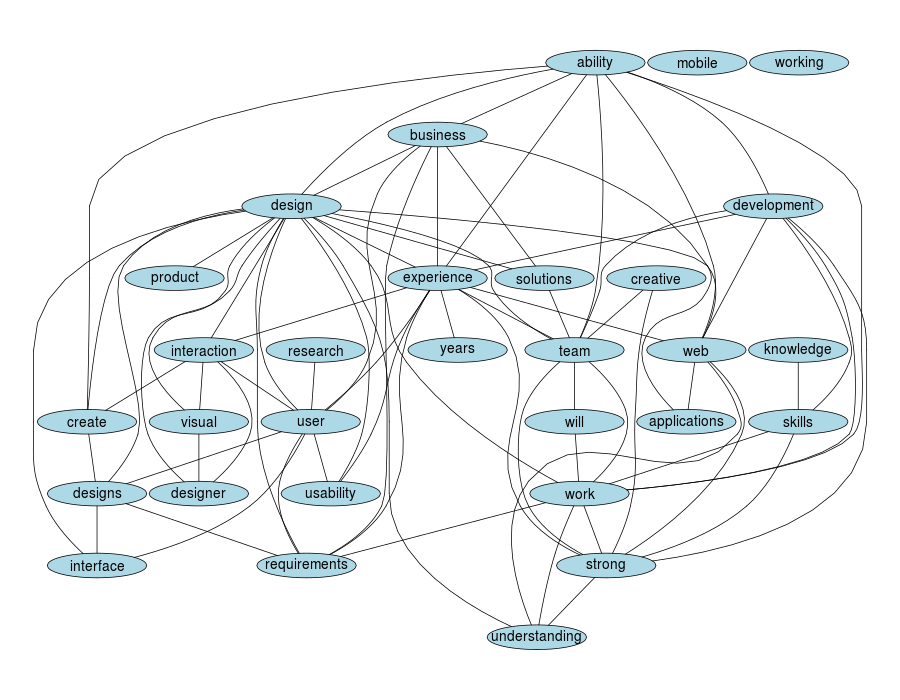 ability mobile working
business
design development
product experience solutions creative
interaction research years team web knowledge
create visual user will applications skills
designs designer usability work
interface requirements strong
understanding